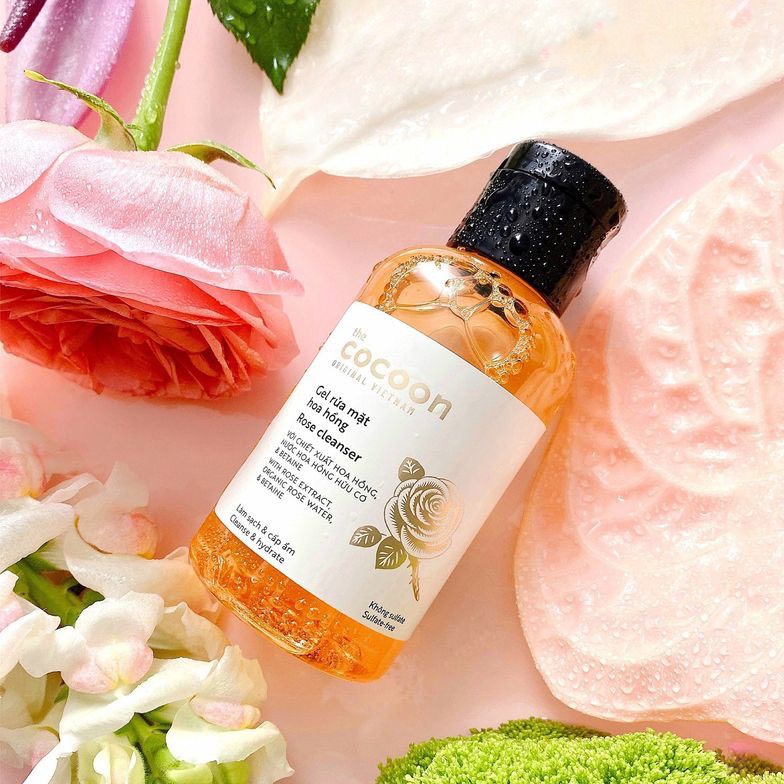 the
cocoon
ORIGINAL VIETNAM
Gel rửa mặt
hoa hồng
Rose cleanser
VỚI CHIẾT XUẤT HOA HỒNG,
NƯỚC HOA HỒNG HỮU CƠ
& BETAINE
WITH ROSE EXTRACT,
ORGANIC ROSE WATER,
& BETAINE
Làm sạch & cấp ẩm
Cleanse & hydrate
Không sulfate
Sulfate-free